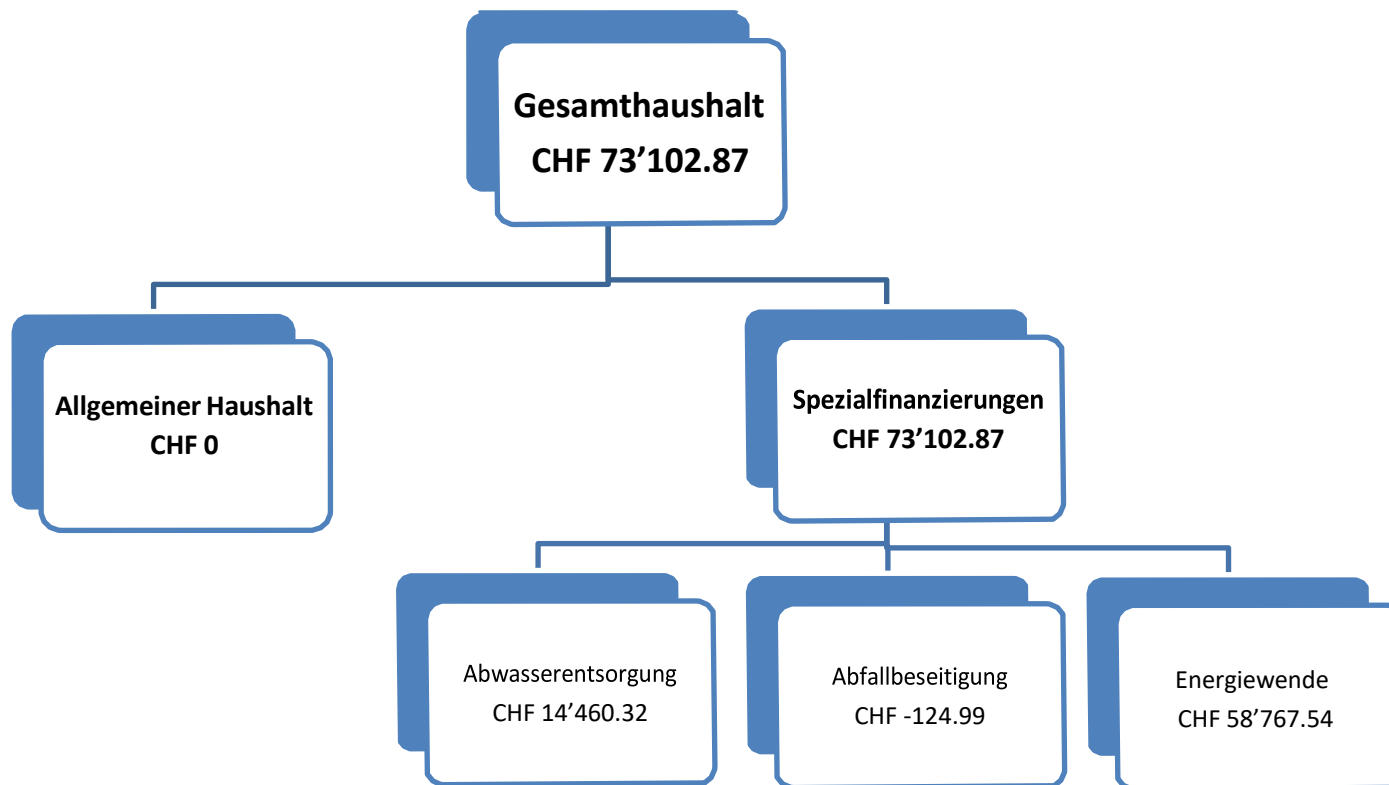 Gesamthaushalt
CHF 73’102.87
Allgemeiner Haushalt
CHF 0
Spezialfinanzierungen
CHF 73’102.87
Abwasserentsorgung
CHF 14’460.32
Abfallbeseitigung
CHF -124.99
Energiewende
CHF 58’767.54